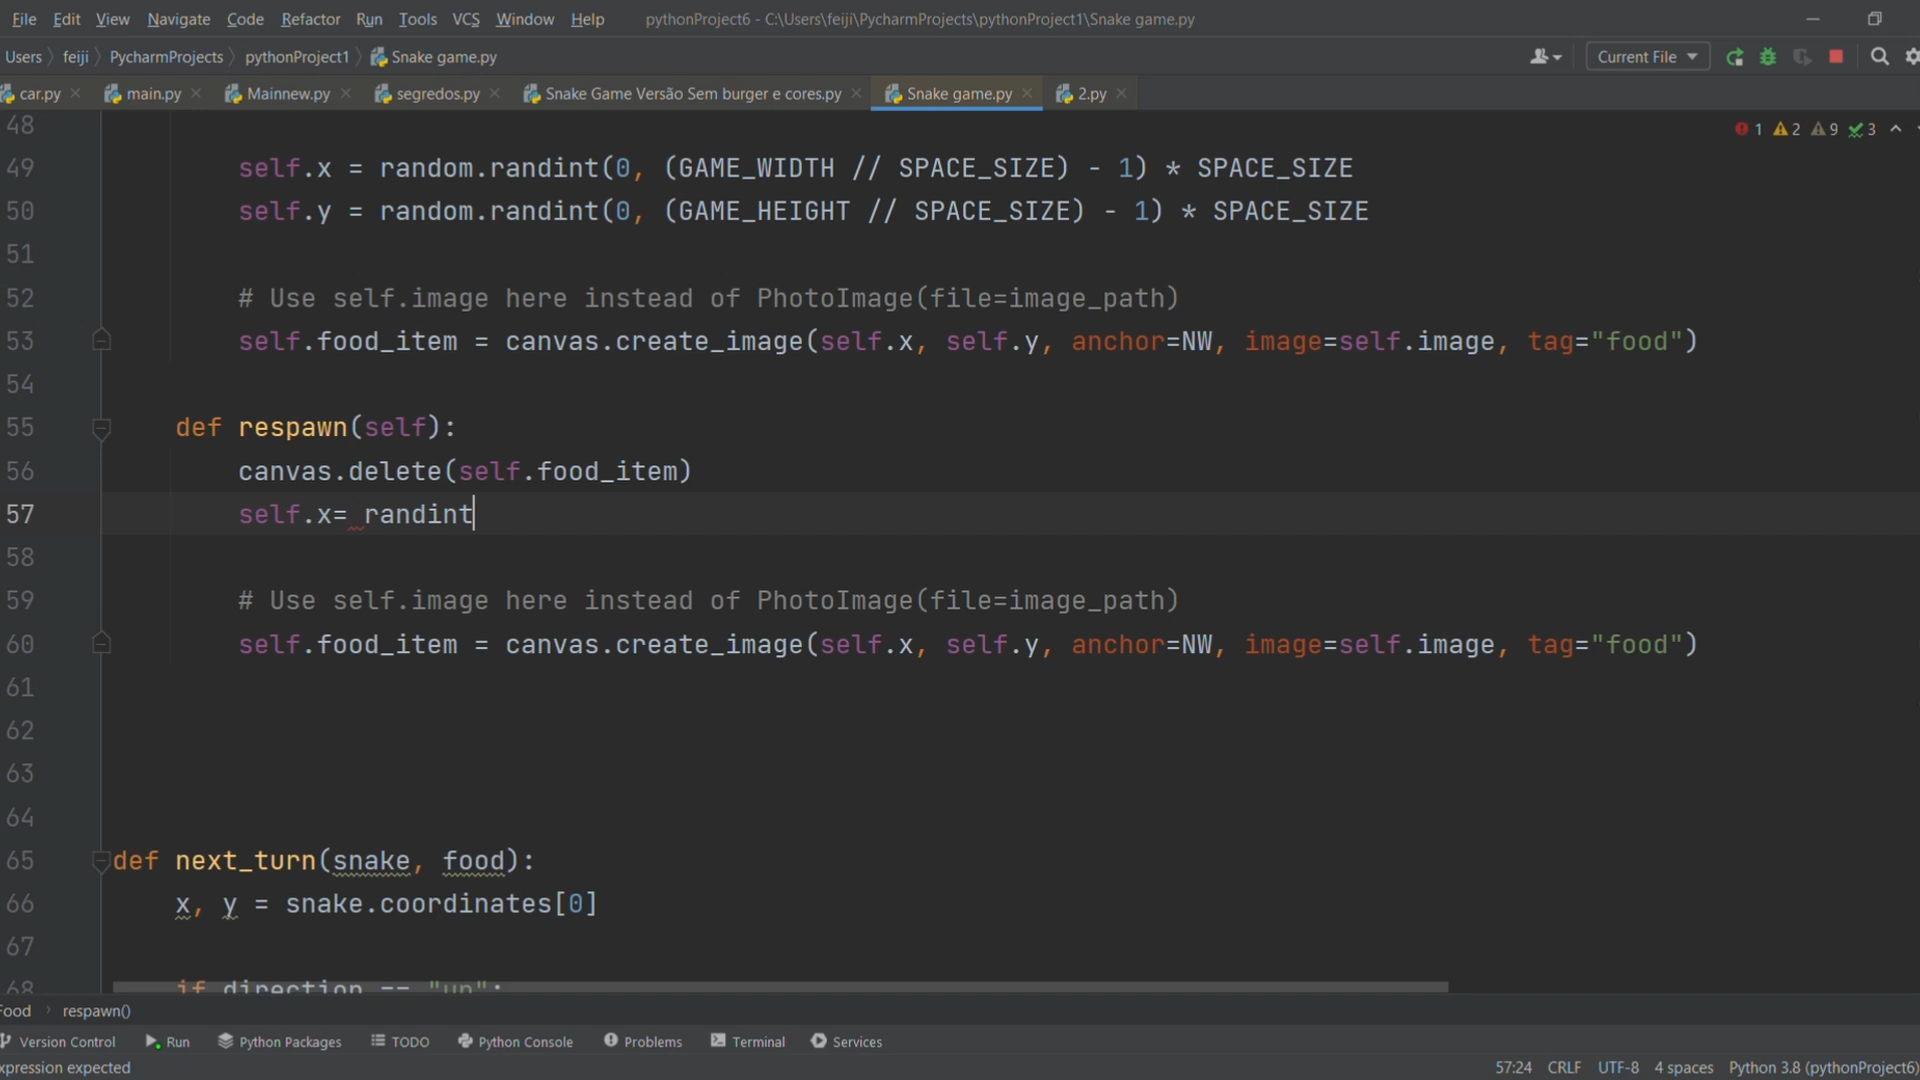 File Edit View Navigate Code Refactor Run Tools VCS Window Help pythonProject6 - C:\Users\feiji\PycharmProjects\pythonProject1\Snake game.py
Users feiji PycharmProjects pythonProject1 Snake game.py Current File
car.py main.py Mainnew.py segredos.py Snake Game Versão Sem burger e cores.py Snake game.py 2.py
48 1 2 9 3
49 self.x = random.randint(0, (GAME_WIDTH // SPACE_SIZE) - 1) * SPACE_SIZE
50 self.y = random.randint(0, (GAME_HEIGHT // SPACE_SIZE) - 1) * SPACE_SIZE
51
52 # Use self.image here instead of PhotoImage(file=image_path)
53 self.food_item = canvas.create_image(self.x, self.y, anchor=NW, image=self.image, tag="food")
54
55 def respawn(self):
56 canvas.delete(self.food_item)
57 self.x= randint
58
59 # Use self.image here instead of PhotoImage(file=image_path)
60 self.food_item = canvas.create_image(self.x, self.y, anchor=NW, image=self.image, tag="food")
61
62
63
64
65 def next_turn(snake, food):
66 x, y = snake.coordinates[0]
67
68 if direction == "up":
Food respawn()
Version Control Run Python Packages TODO Python Console Problems Terminal Services
xpression expected 57:24 CRLF UTF-8 4 spaces Python 3.8 (pythonProject6)